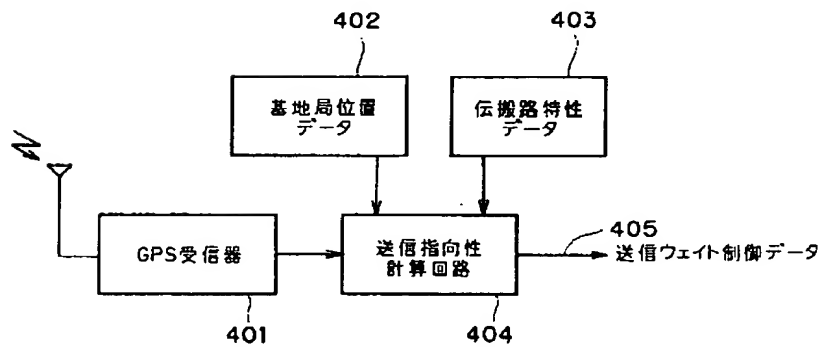 402
403
基地局位置
データ
伝搬路特性
データ
GPS受信器
送信指向性
計算回路
405
送信ウェイト制御データ
401
404